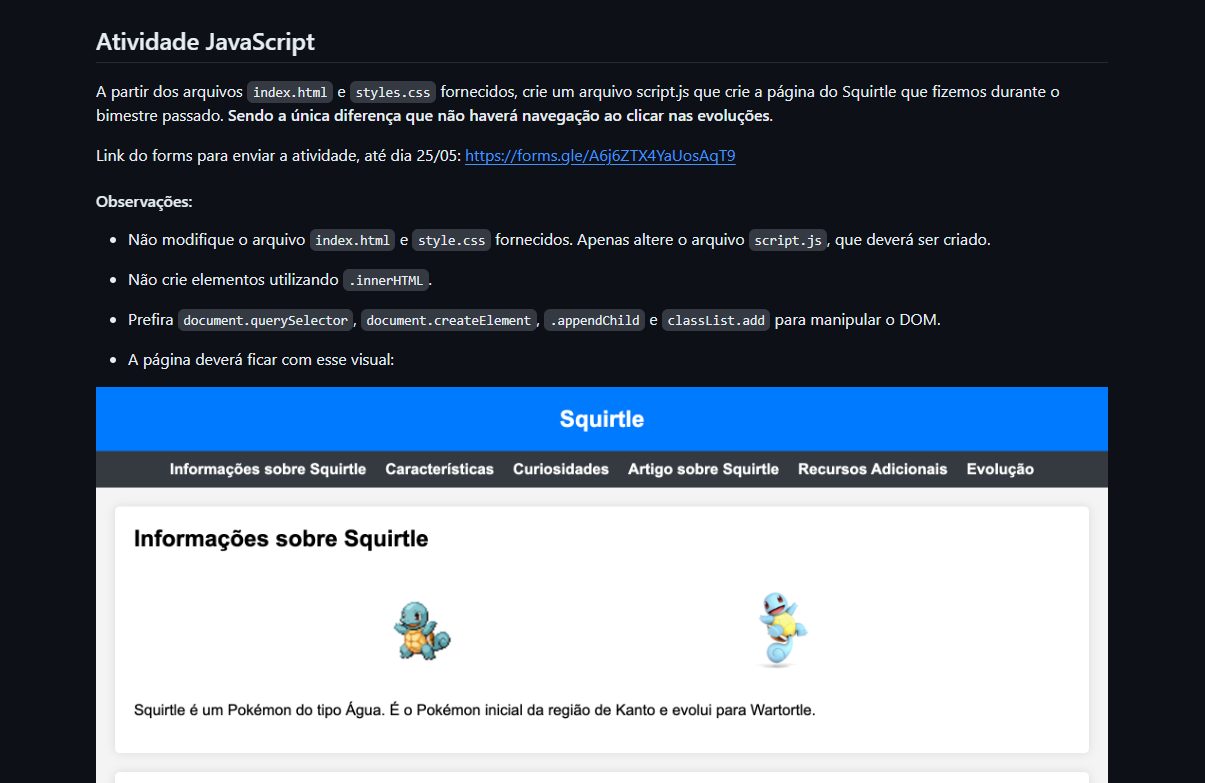 Atividade JavaScript
A partir dos arquivos index.html e styles.css fornecidos, crie um arquivo script.js que crie a página do Squirtle que fizemos durante o
bimestre passado. Sendo a única diferença que não haverá navegação ao clicar nas evoluções.
Link do forms para enviar a atividade, até dia 25/05: https://forms.gle/A6j6ZTX4YaUosAqT9
Observações:
Não modifique o arquivo index.html e style.css fornecidos. Apenas altere o arquivo script.js, que deverá ser criado.
Não crie elementos utilizando .innerHTML.
Prefira document.querySelector, document.createElement, .appendChild e classList.add para manipular o DOM.
A página deverá ficar com esse visual:
Squirtle
Informações sobre Squirtle Características Curiosidades Artigo sobre Squirtle Recursos Adicionais Evolução
Informações sobre Squirtle
Squirtle é um Pokémon do tipo Água. É o Pokémon inicial da região de Kanto e evolui para Wartortle.